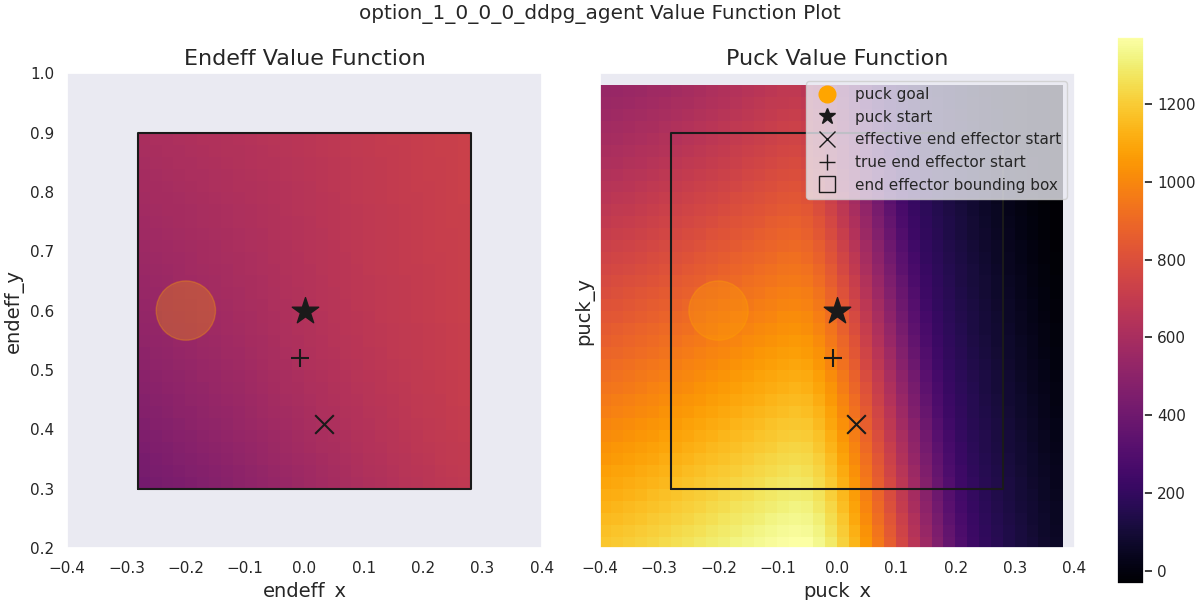 option_1_0_0_0_ddpg_agent Value Function Plot
Endeff Value Function
Puck Value Function
1.0
0.9
0.8
0.7
0.6
0.5
0.4
0.3
0.2
endeff_y
−0.4 −0.3 −0.2 −0.1 0.0 0.1 0.2 0.3 0.4
endeff_x
puck_y
puck goal
puck start
effective end effector start
true end effector start
end effector bounding box
−0.4 −0.3 −0.2 −0.1 0.0 0.1 0.2 0.3 0.4
puck_x
1200
1000
800
600
400
200
0